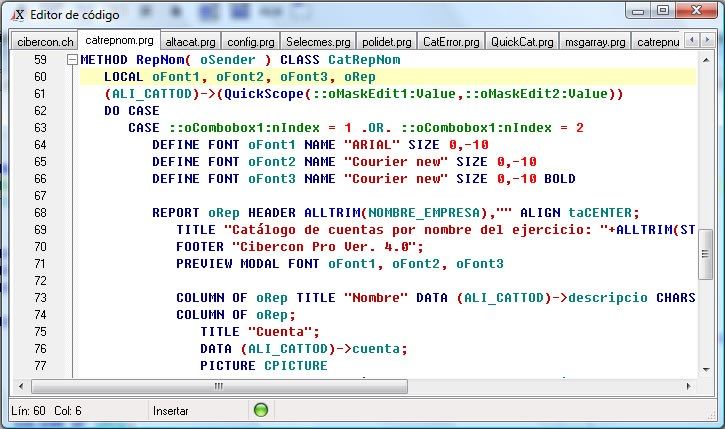 Editor de código
cibercon.ch catrepnom.prg altacat.prg config.prg Selecmes.prg polidet.prg CatError.prg QuickCat.prg msgarray.prg catrepnu
59 METHOD RepNom( oSender ) CLASS CatRepNom
60 LOCAL oFont1, oFont2, oFont3, oRep
61 (ALI_CATTOD)->(QuickScope(::oMaskEdit1:Value,::oMaskEdit2:Value))
62 DO CASE
63 CASE ::oCombobox1:nIndex = 1 .OR. ::oCombobox1:nIndex = 2
64 DEFINE FONT oFont1 NAME "ARIAL" SIZE 0,-10
65 DEFINE FONT oFont2 NAME "Courier new" SIZE 0,-10
66 DEFINE FONT oFont3 NAME "Courier new" SIZE 0,-10 BOLD
67
68 REPORT oRep HEADER ALLTRIM(NOMBRE_EMPRESA),"" ALIGN taCENTER;
69 TITLE "Catálogo de cuentas por nombre del ejercicio: "+ALLTRIM(ST
70 FOOTER "Cibercon Pro Ver. 4.0";
71 PREVIEW MODAL FONT oFont1, oFont2, oFont3
72
73 COLUMN OF oRep TITLE "Nombre" DATA (ALI_CATTOD)->descripcio CHARS
74 COLUMN OF oRep;
75 TITLE "Cuenta";
76 DATA (ALI_CATTOD)->cuenta;
77 PICTURE CPICTURE
Lín: 60 Col: 6 Insertar